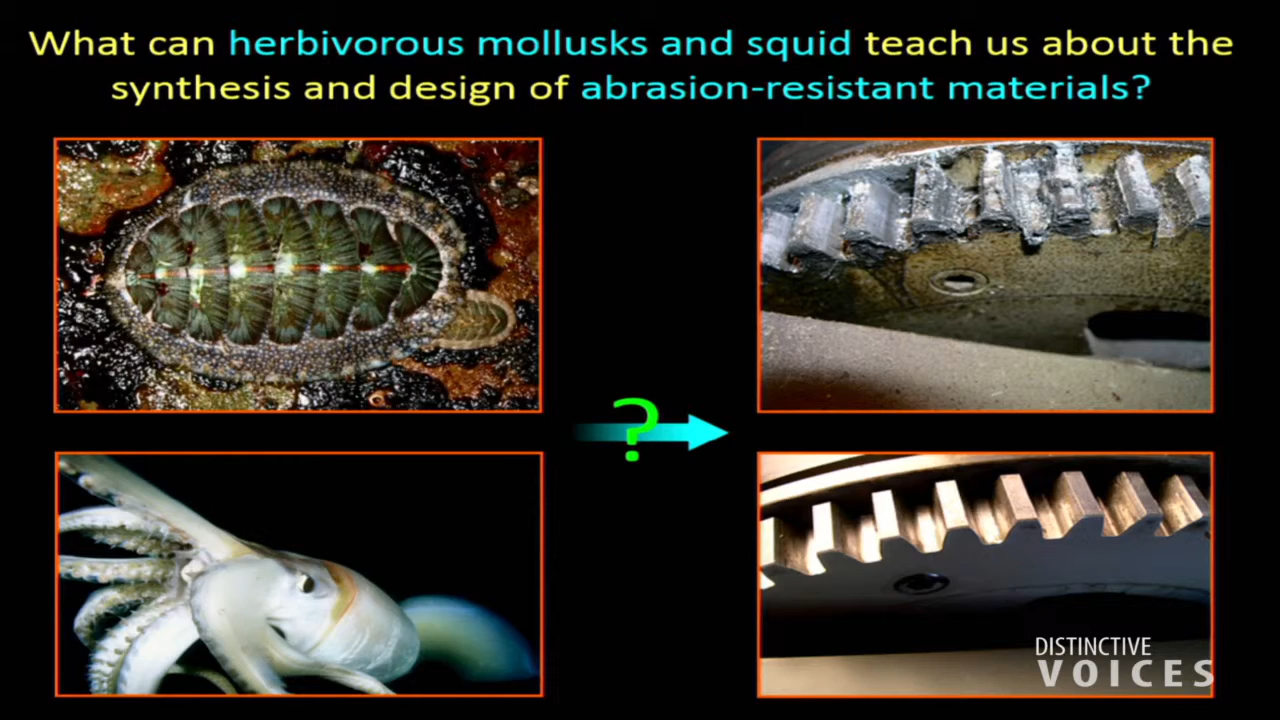 What can herbivorous mollusks and squid teach us about the
synthesis and design of abrasion-resistant materials?
?
DISTINCTIVE
VOICES